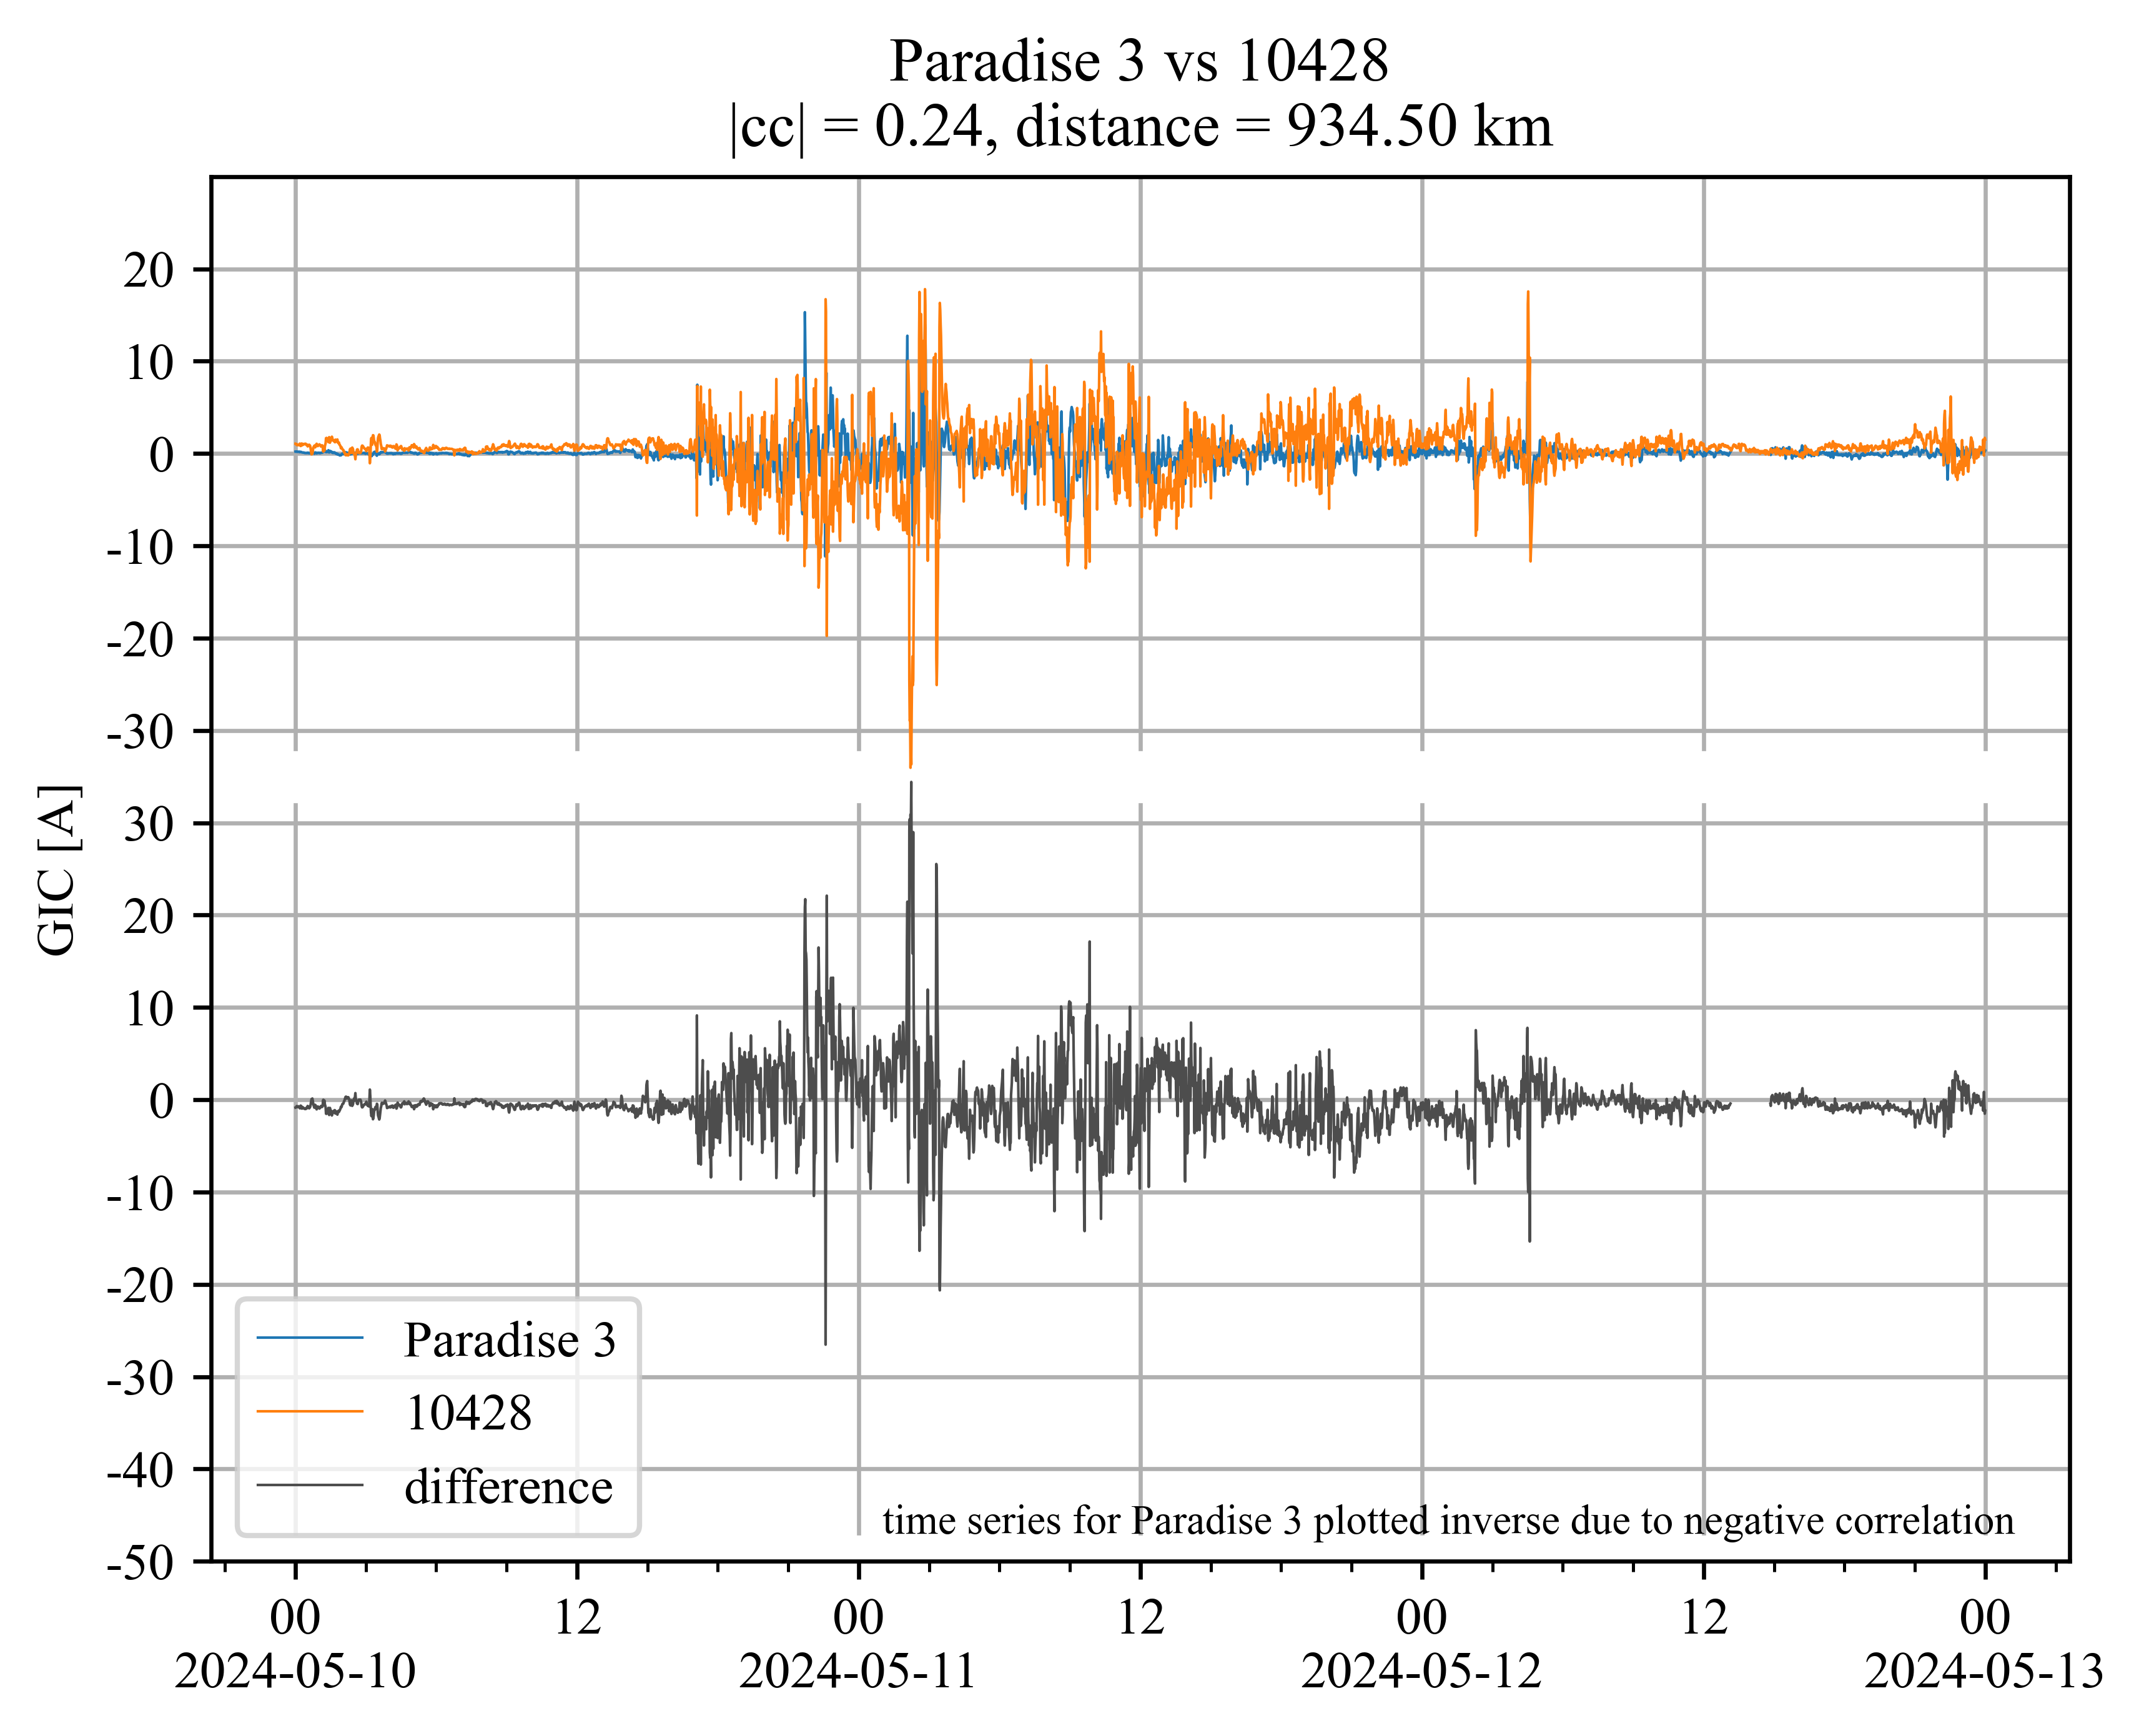 Paradise 3 vs 10428
|cc| = 0.24, distance = 934.50 km
GIC [A]
20
10
0
-10
-20
-30
30
20
10
0
-10
-20
-30
-40
-50
Paradise 3
10428
difference
time series for Paradise 3 plotted inverse due to negative correlation
00 12 00 12 00 12 00
2024-05-10 2024-05-11 2024-05-12 2024-05-13